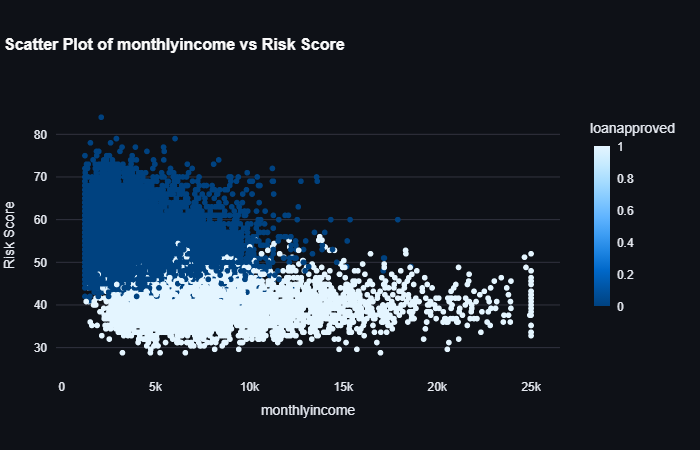 Scatter Plot of monthlyincome vs Risk Score
loanapproved
1
0.8
0.6
0.4
0.2
0
Risk Score
80
70
60
50
40
30
0 5k 10k 15k 20k 25k
monthlyincome